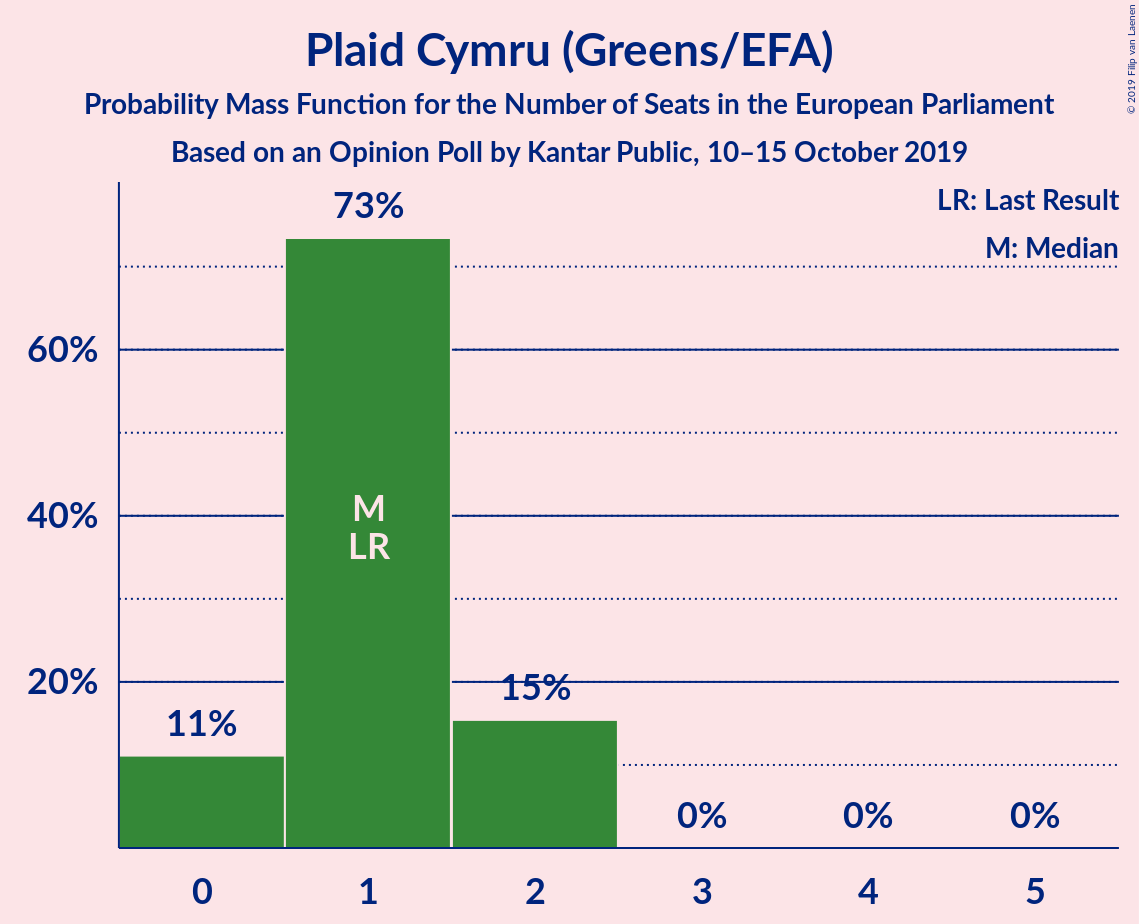 Plaid Cymru (Greens/EFA)
Probability Mass Function for the Number of Seats in the European Parliament
Based on an Opinion Poll by Kantar Public, 10–15 October 2019
© 2019 Filip van Laenen
LR: Last Result
M: Median
73%
60%
40%
20%
M
LR
15%
11%
0% 0% 0%
0 1 2 3 4 5